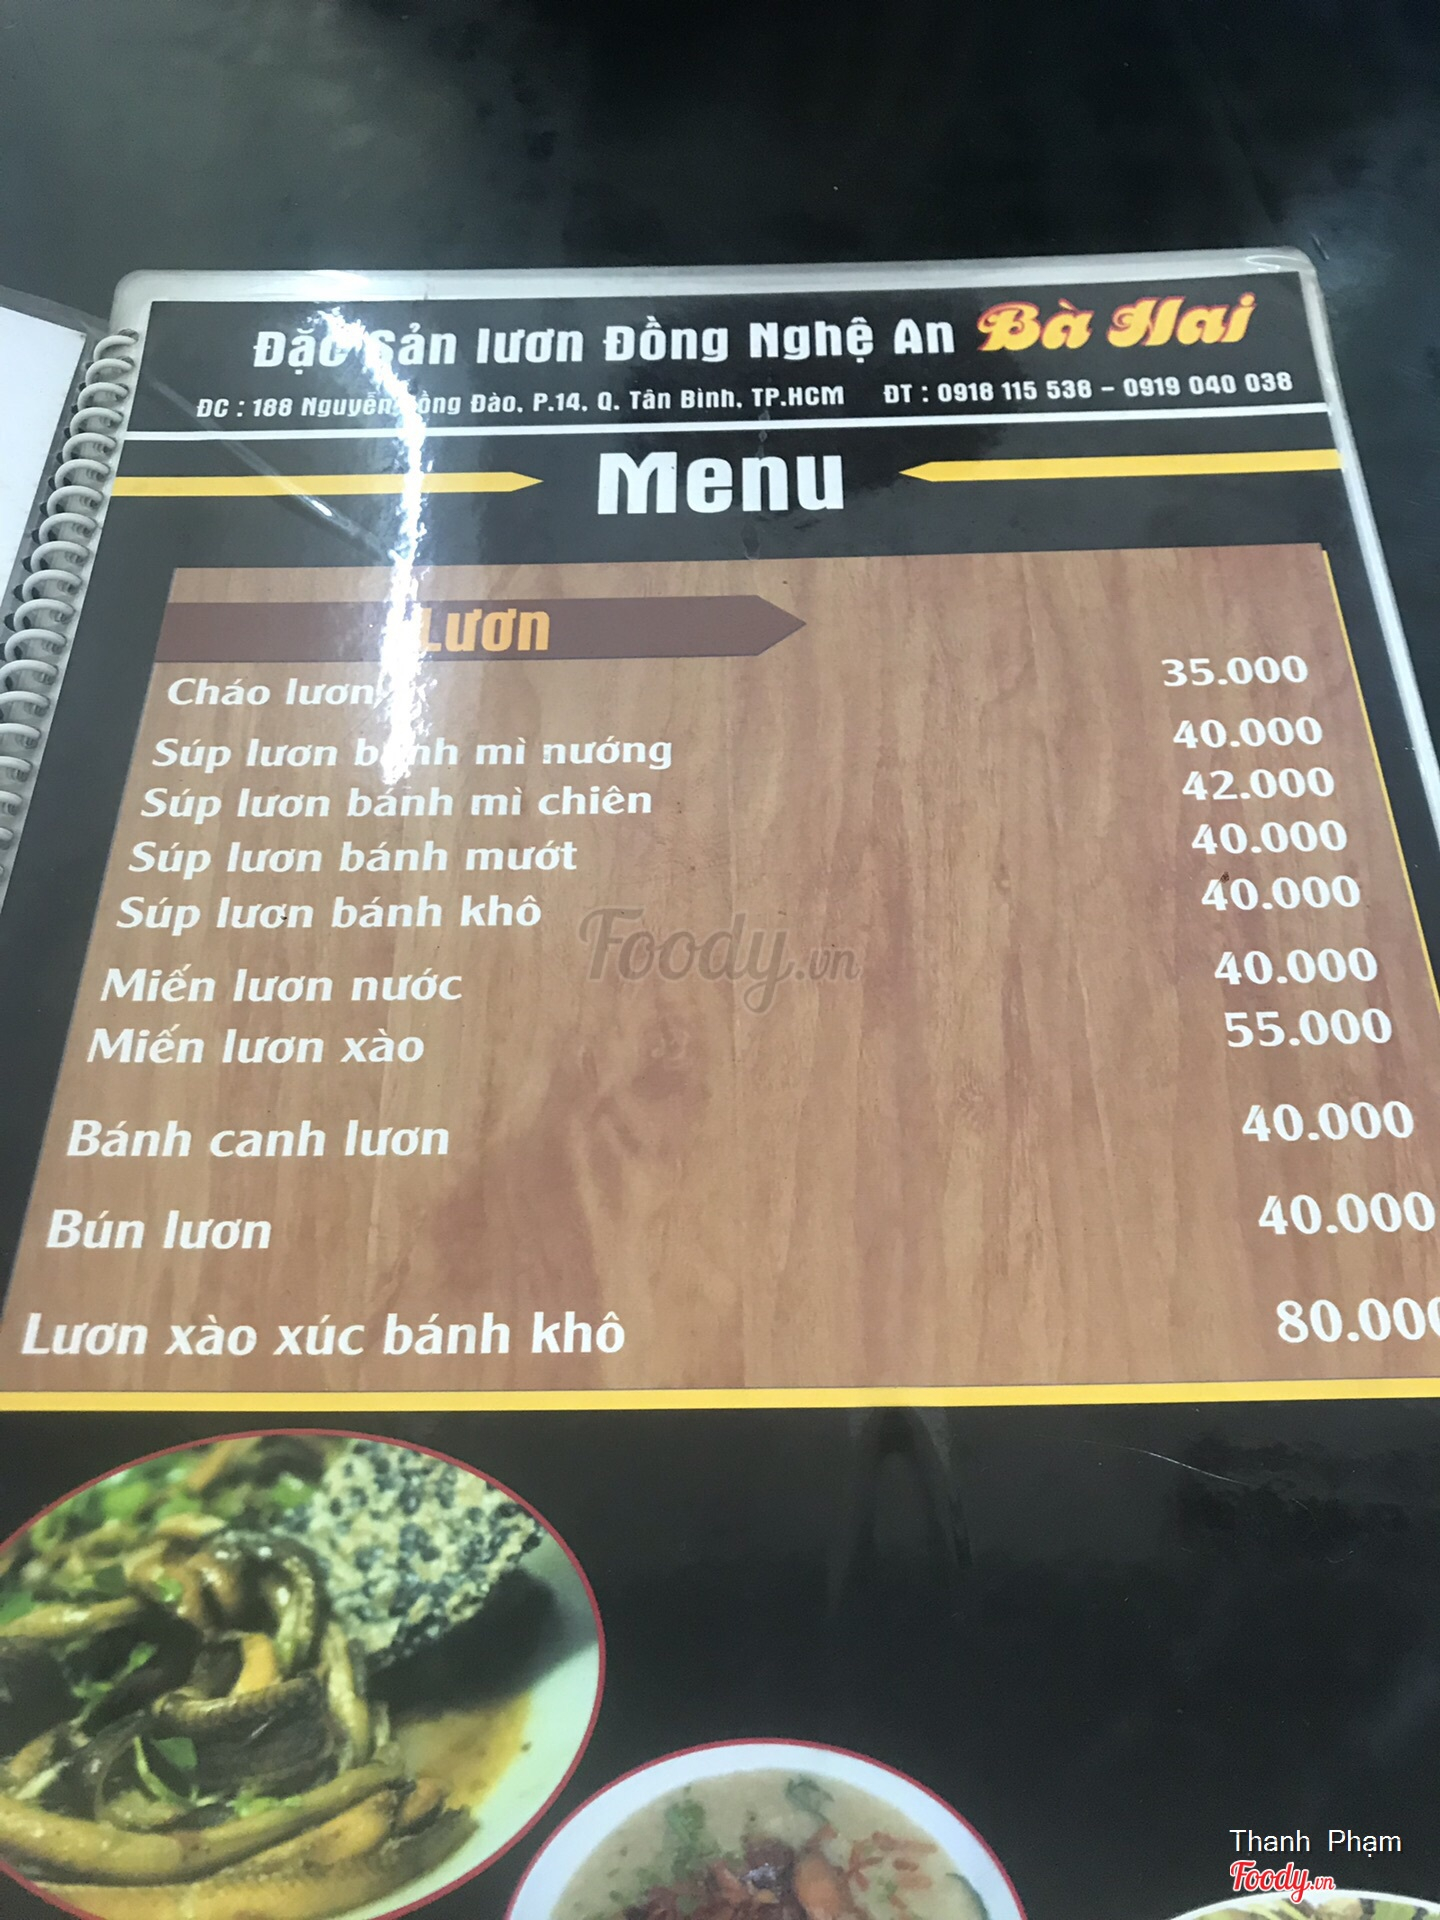 Đặc Sản lươn Đồng Nghệ An Bà Hai
ĐC : 188 Nguyễn Hồng Đào, P.14, Q. Tân Bình, TP.HCM ĐT : 0918 115 538 - 0919 040 038
Menu
Lươn
Cháo lươn 35.000
Súp lươn bánh mì nướng 40.000
Súp lươn bánh mì chiên 42.000
Súp lươn bánh mướt 40.000
Súp lươn bánh khô 40.000
Foody.vn
Miến lươn nước 40.000
Miến lươn xào 55.000
Bánh canh lươn 40.000
Bún lươn 40.000
Lươn xào xúc bánh khô 80.000
Thanh Phạm
Foody.vn